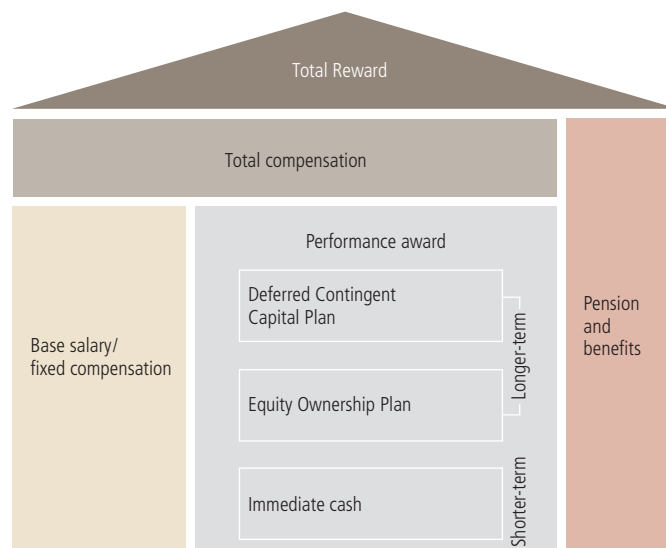 Total Reward
Total compensation
Base salary/
fixed compensation
Performance award
Deferred Contingent
Capital Plan
Equity Ownership Plan
Longer-term
Immediate cash
Shorter-term
Pension
and
benefits